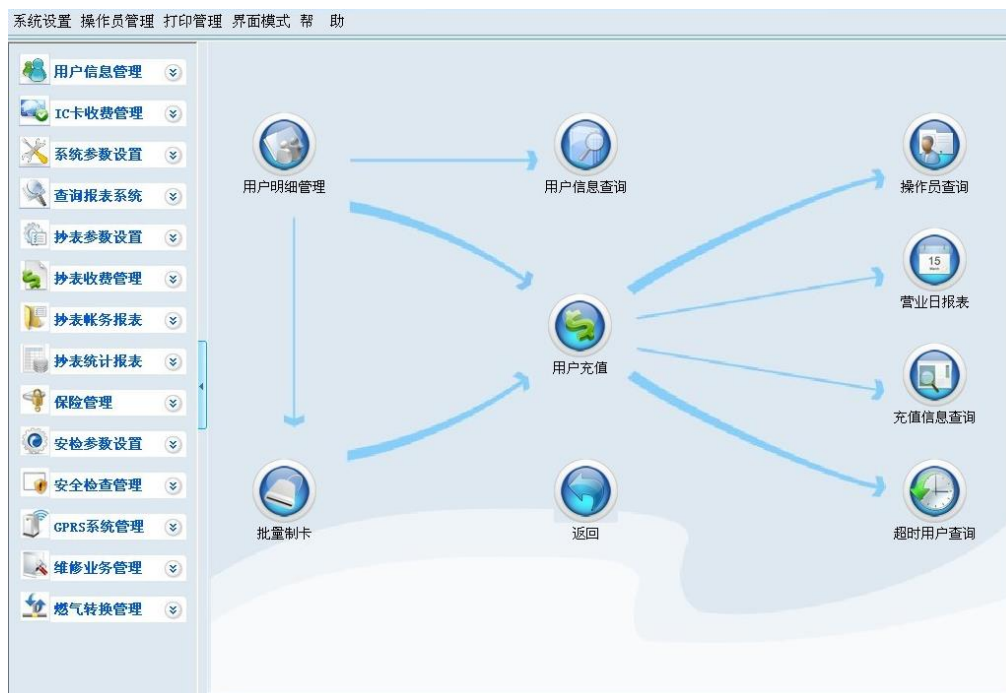 系统设置 操作员管理 打印管理 界面模式 帮 助
用户信息管理
IC卡收费管理
系统参数设置
查询报表系统
抄表参数设置
抄表收费管理
抄表帐务报表
抄表统计报表
保险管理
安检参数设置
安全检查管理
GPRS系统管理
维修业务管理
燃气转换管理
用户明细管理
用户信息查询
操作员查询
15
营业日报表
用户充值
充值信息查询
批量制卡
返回
超时用户查询